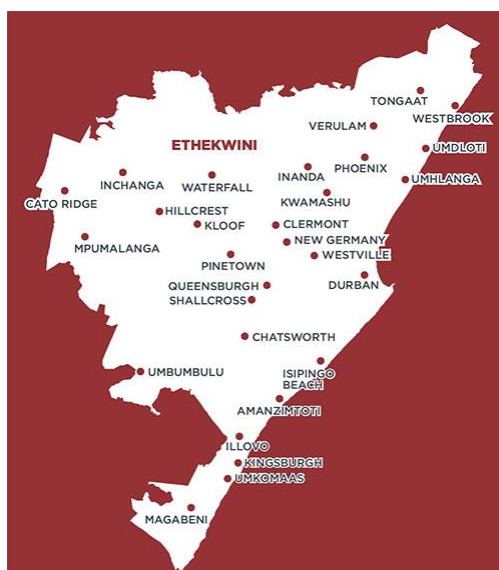 TONGAAT
WESTBROOK
VERULAM
ETHEKWINI
UMDLOTI
PHOENIX
INANDA
UMHLANGA
INCHANGA
WATERFALL
CATO RIDGE
KWAMASHU
HILLCREST
KLOOF
CLERMONT
MPUMALANGA
NEW GERMANY
WESTVILLE
PINETOWN
QUEENSBURGH
DURBAN
SHALLCROSS
CHATSWORTH
UMBUMBULU
ISIPINGO
BEACH
AMANZIMTOTI
ILLOVO
KINGSBURGH
UMKOMAAS
MAGABENI